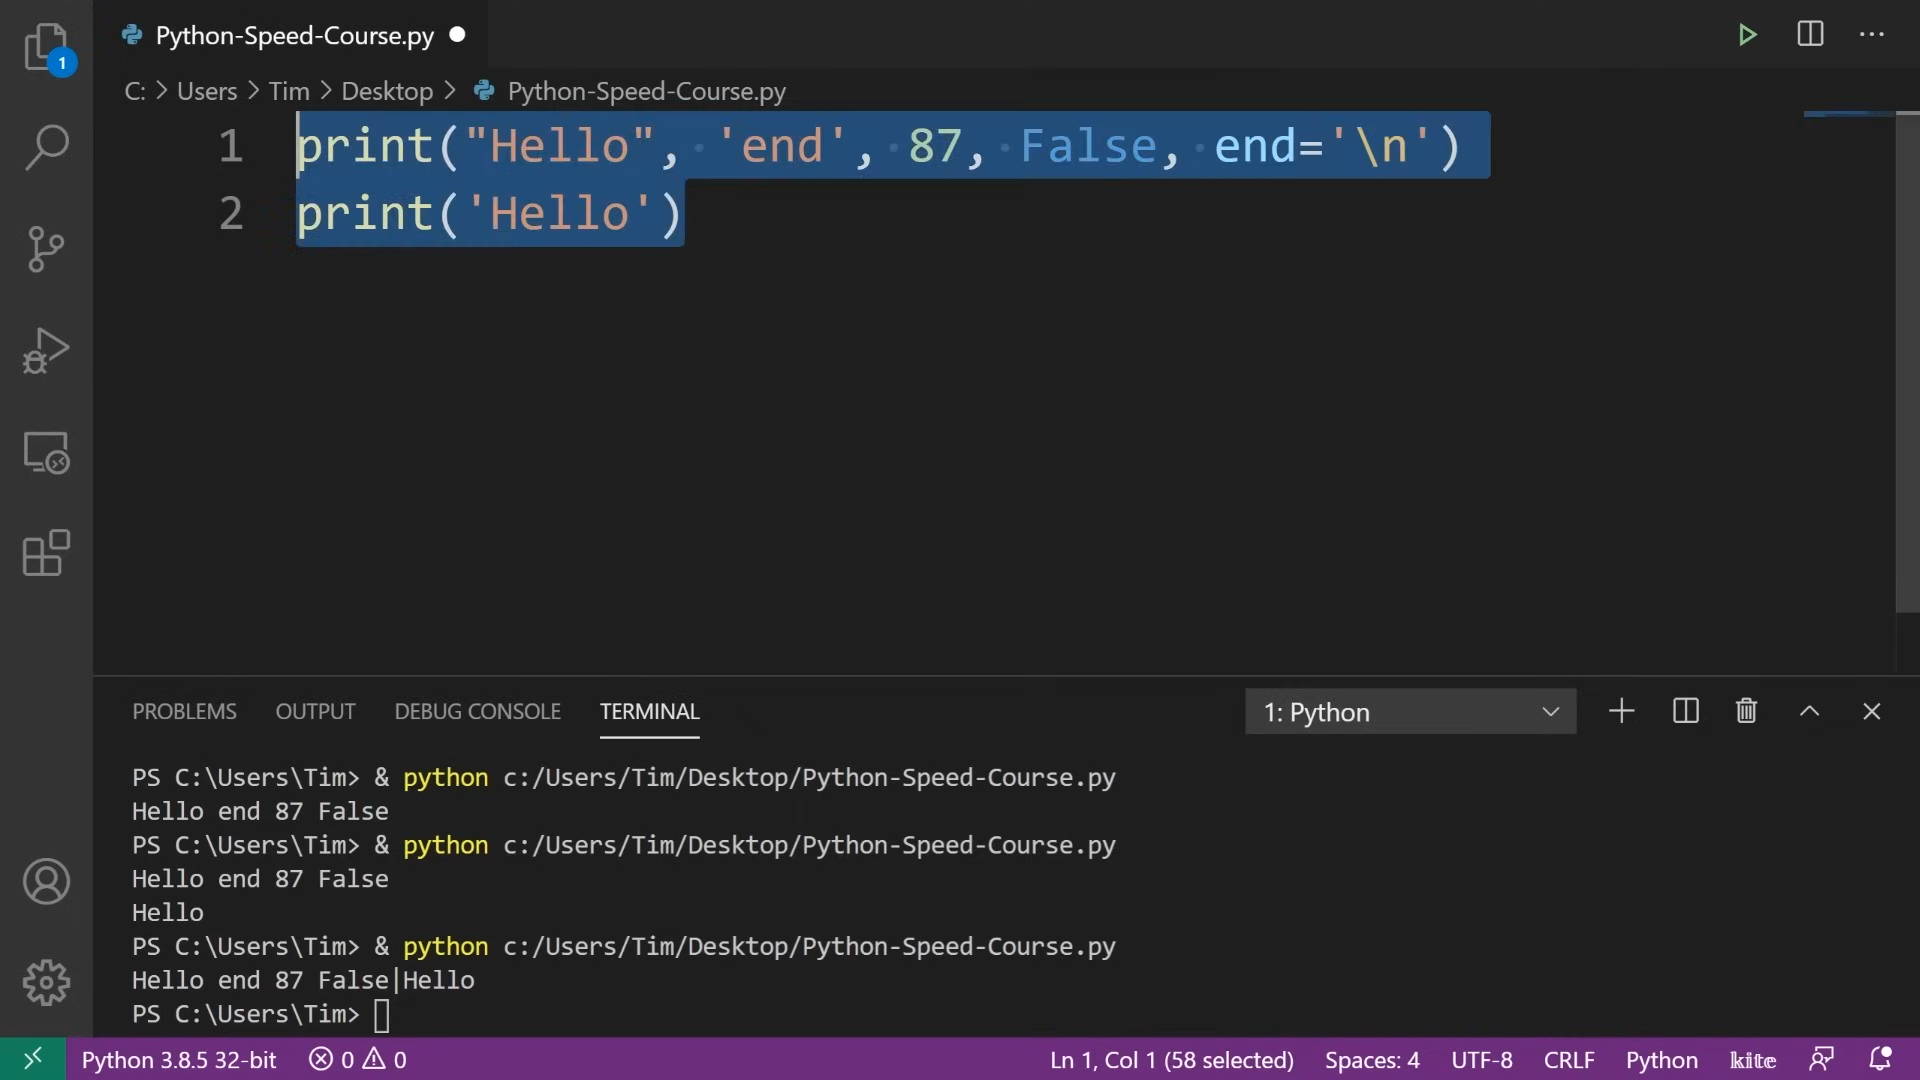 Python-Speed-Course.py
1
C: > Users > Tim > Desktop > Python-Speed-Course.py
1 print("Hello", 'end', 87, False, end='\n')
2 print('Hello')
PROBLEMS OUTPUT DEBUG CONSOLE TERMINAL 1: Python
PS C:\Users\Tim> & python c:/Users/Tim/Desktop/Python-Speed-Course.py
Hello end 87 False
PS C:\Users\Tim> & python c:/Users/Tim/Desktop/Python-Speed-Course.py
Hello end 87 False
Hello
PS C:\Users\Tim> & python c:/Users/Tim/Desktop/Python-Speed-Course.py
Hello end 87 False|Hello
PS C:\Users\Tim>
Python 3.8.5 32-bit 0 0 Ln 1, Col 1 (58 selected) Spaces: 4 UTF-8 CRLF Python kite